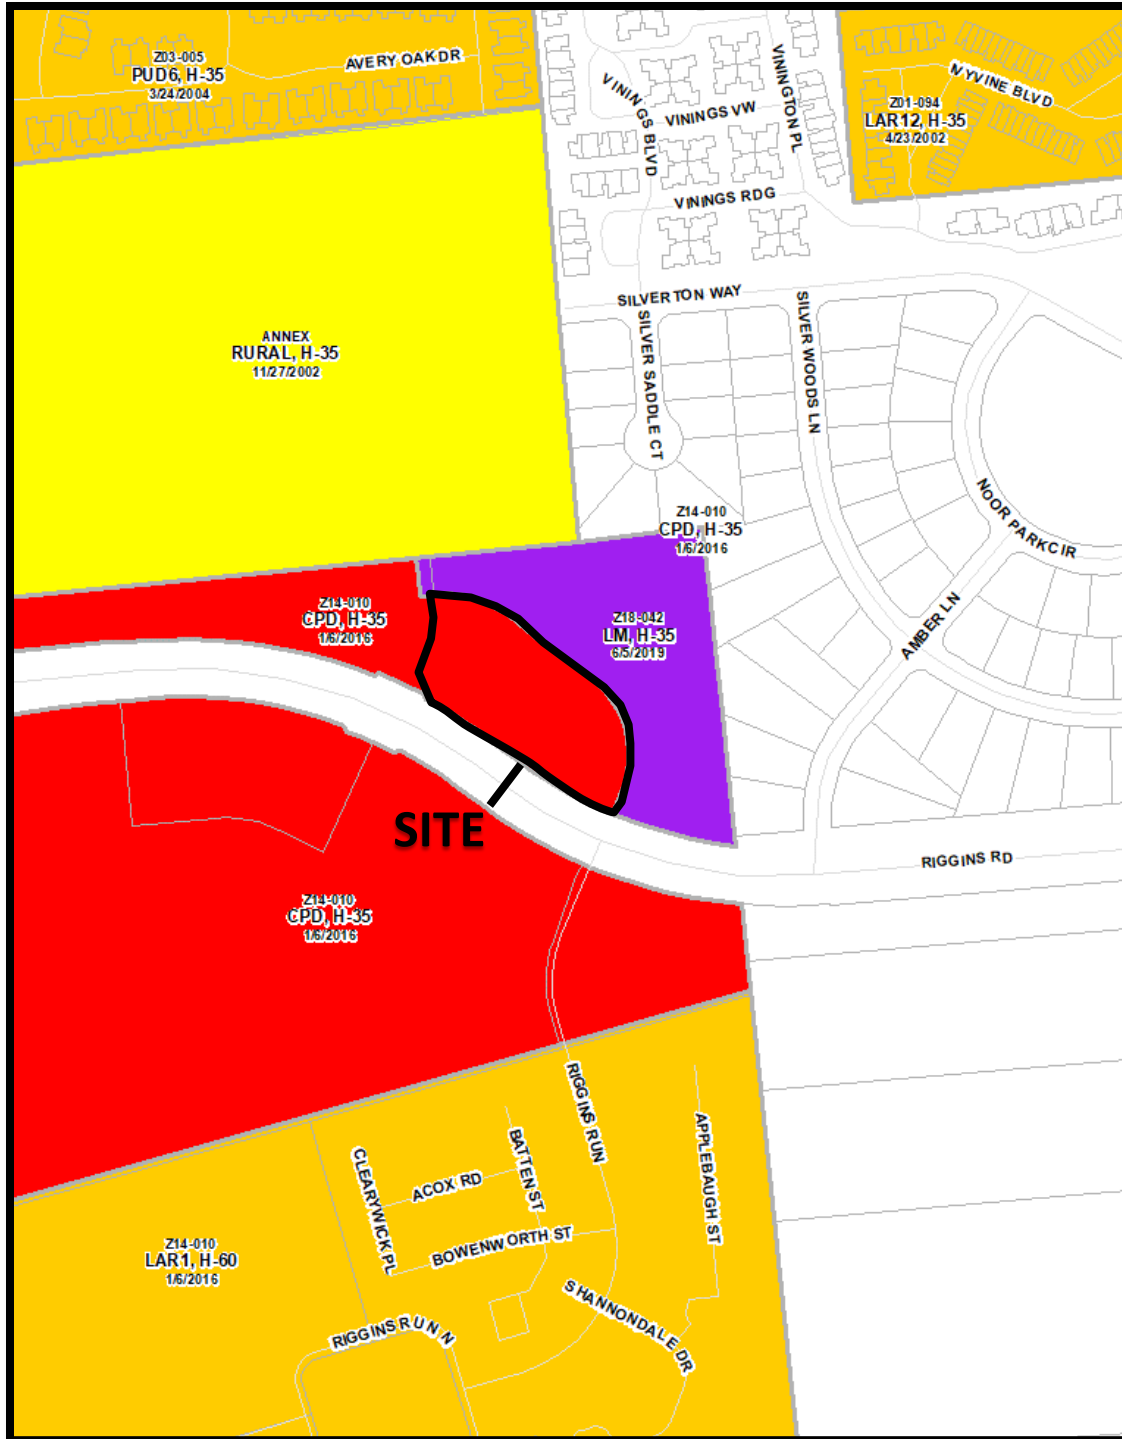 Z03-005
PUD6, H-35
3/24/2004
AVERY OAK DR
VININGS BLVD
VININGS VW
VININGTON PL
IVYVINE BLVD
Z01-094
LAR12, H-35
4/23/2002
VININGS RDG
SILVERTON WAY
SILVER SADDLE CT
SILVER WOODS LN
ANNEX
RURAL, H-35
11/27/2002
NOOR PARK CIR
Z14-010
CPD, H-35
1/6/2016
Z14-010
CPD, H-35
1/6/2016
Z18-042
LM, H-35
6/5/2019
AMBER LN
SITE
RIGGINS RD
Z14-010
CPD, H-35
1/6/2016
RIGGINS RUN
BATTEN ST
APPLEBAUGH ST
CLEARYWICK PL
ACOX RD
BOWENWORTH ST
Z14-010
LAR1, H-60
1/6/2016
SHANNONDALE DR
RIGGINS RUN N